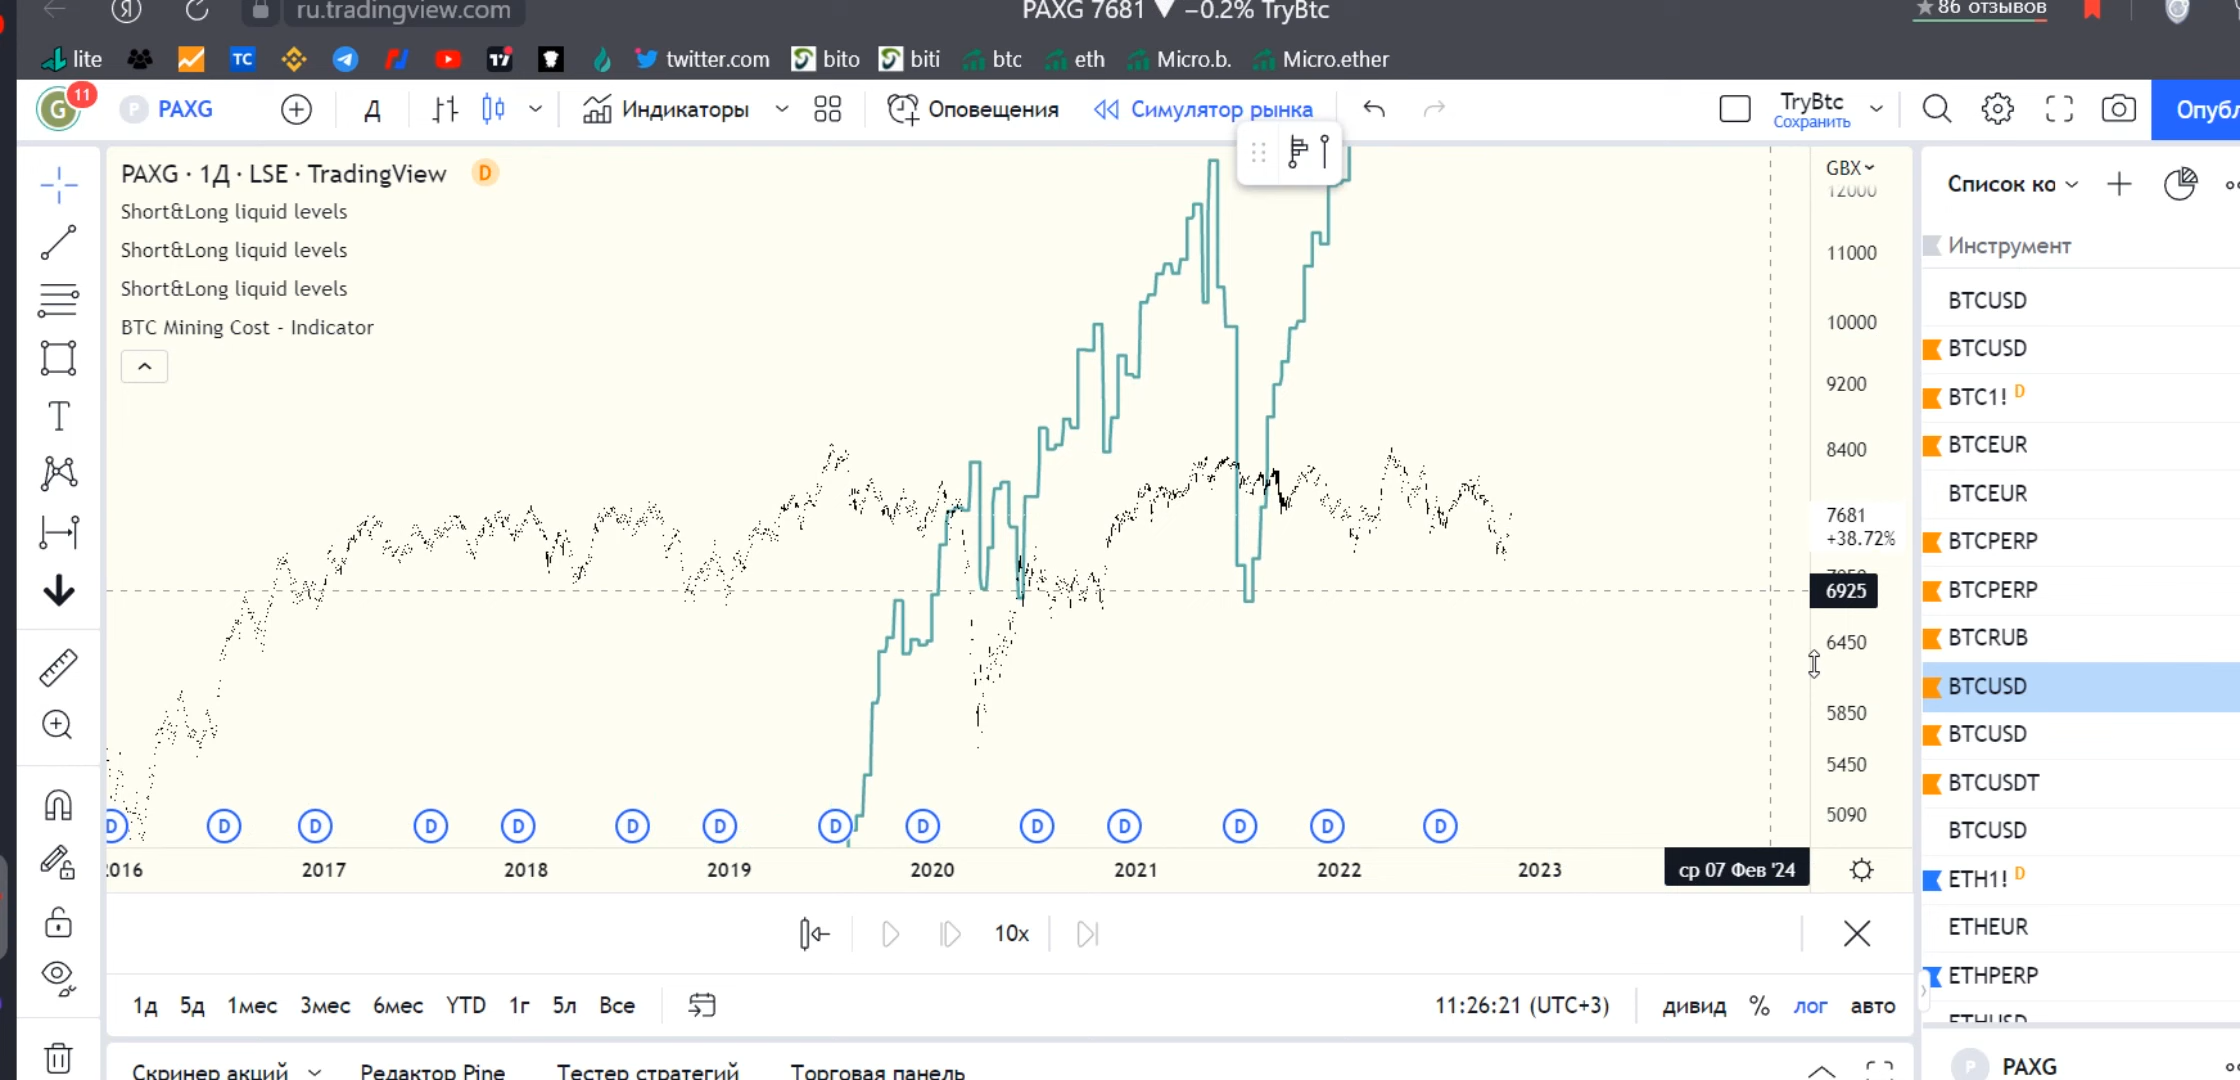 ru.tradingview.com
PAXG 7681 ▼ −0.2% TryBtc
★86 отзывов
lite
TC
twitter.com
bito
biti
btc
eth
Micro.b.
Micro.ether
G
11
P PAXG
Д
Индикаторы
Оповещения
Симулятор рынка
TryBtc
Сохранить
PAXG · 1Д · LSE · TradingView D
Short&Long liquid levels
Short&Long liquid levels
Short&Long liquid levels
BTC Mining Cost - Indicator
GBX
12000
11000
10000
9200
8400
7681
+38.72%
6925
6450
5850
5450
5090
D D D D D D D D D D D D D D
2017 2018 2019 2020 2021 2022 2023
ср 07 Фев '24
10x
1д 5д 1мес 3мес 6мес YTD 1г 5л Все
11:26:21 (UTC+3)
дивид % лог авто
Скринер акций
Редактор Pine
Тестер стратегий
Торговая панель
Список ко
Инструмент
BTCUSD
BTCUSD
BTC1! D
BTCEUR
BTCEUR
BTCPERP
BTCPERP
BTCRUB
BTCUSD
BTCUSD
BTCUSDT
BTCUSD
ETH1! D
ETHEUR
ETHPERP
ETHUSD
P PAXG